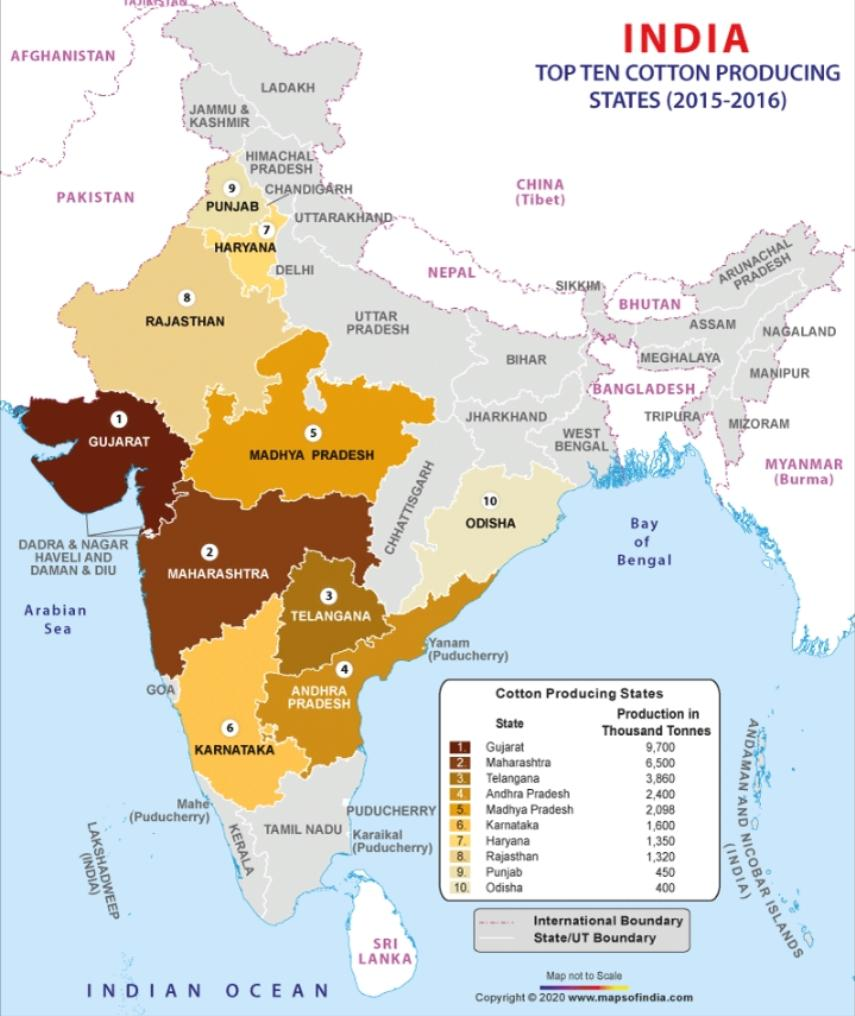 TAJIKISTAN
INDIA
TOP TEN COTTON PRODUCING
STATES (2015-2016)
AFGHANISTAN
LADAKH
JAMMU &
KASHMIR
HIMACHAL
PRADESH
PAKISTAN
9
PUNJAB
CHANDIGARH
CHINA
(Tibet)
UTTARAKHAND
7
HARYANA
DELHI
NEPAL
SIKKIM
ARUNACHAL
PRADESH
BHUTAN
8
RAJASTHAN
UTTAR
PRADESH
ASSAM
NAGALAND
BIHAR
MEGHALAYA
MANIPUR
BANGLADESH
1
GUJARAT
5
MADHYA PRADESH
JHARKHAND
WEST
BENGAL
TRIPURA
MIZORAM
MYANMAR
(Burma)
CHHATTISGARH
10
ODISHA
Bay
of
Bengal
DADRA & NAGAR
HAVELI AND
DAMAN & DIU
2
MAHARASHTRA
3
TELANGANA
Arabian
Sea
Yanam
(Puducherry)
4
ANDHRA
PRADESH
GOA
6
KARNATAKA
Cotton Producing States
State
Production in
Thousand Tonnes
1. Gujarat 9,700
2. Maharashtra 6,500
3. Telangana 3,860
4. Andhra Pradesh 2,400
5. Madhya Pradesh 2,098
6. Karnataka 1,600
7. Haryana 1,350
8. Rajasthan 1,320
9. Punjab 450
10. Odisha 400
ANDAMAN AND NICOBAR ISLANDS
(INDIA)
Mahe
(Puducherry)
PUDUCHERRY
TAMIL NADU
Karaikal
(Puducherry)
KERALA
LAKSHADWEEP
(INDIA)
International Boundary
State/UT Boundary
SRI
LANKA
Map not to Scale
INDIAN OCEAN
Copyright © 2020 www.mapsofindia.com